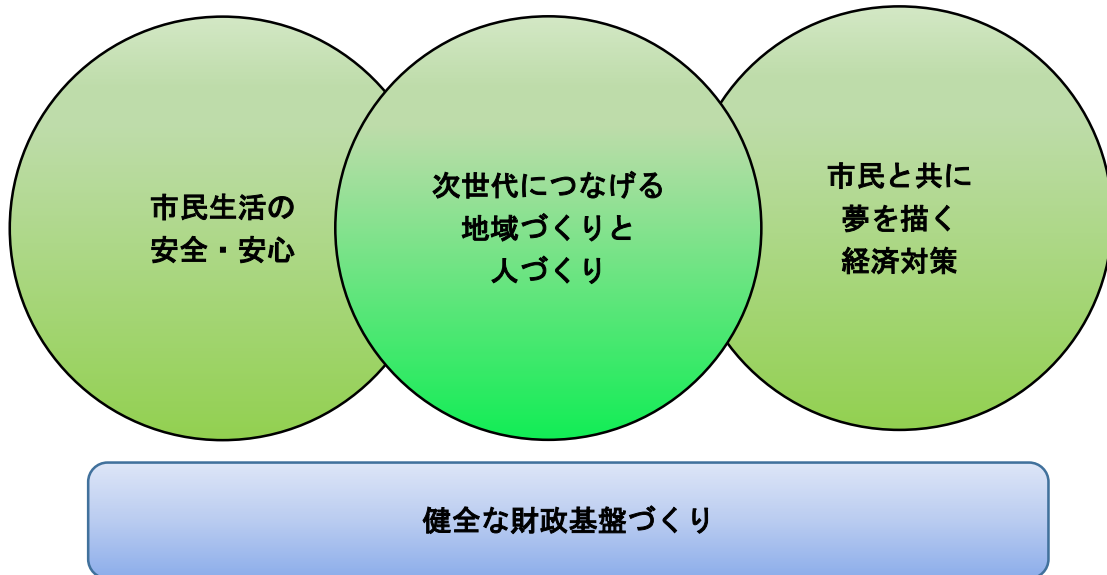 市民生活の
安全・安心
次世代につなげる
地域づくりと
人づくり
市民と共に
夢を描く
経済対策
健全な財政基盤づくり